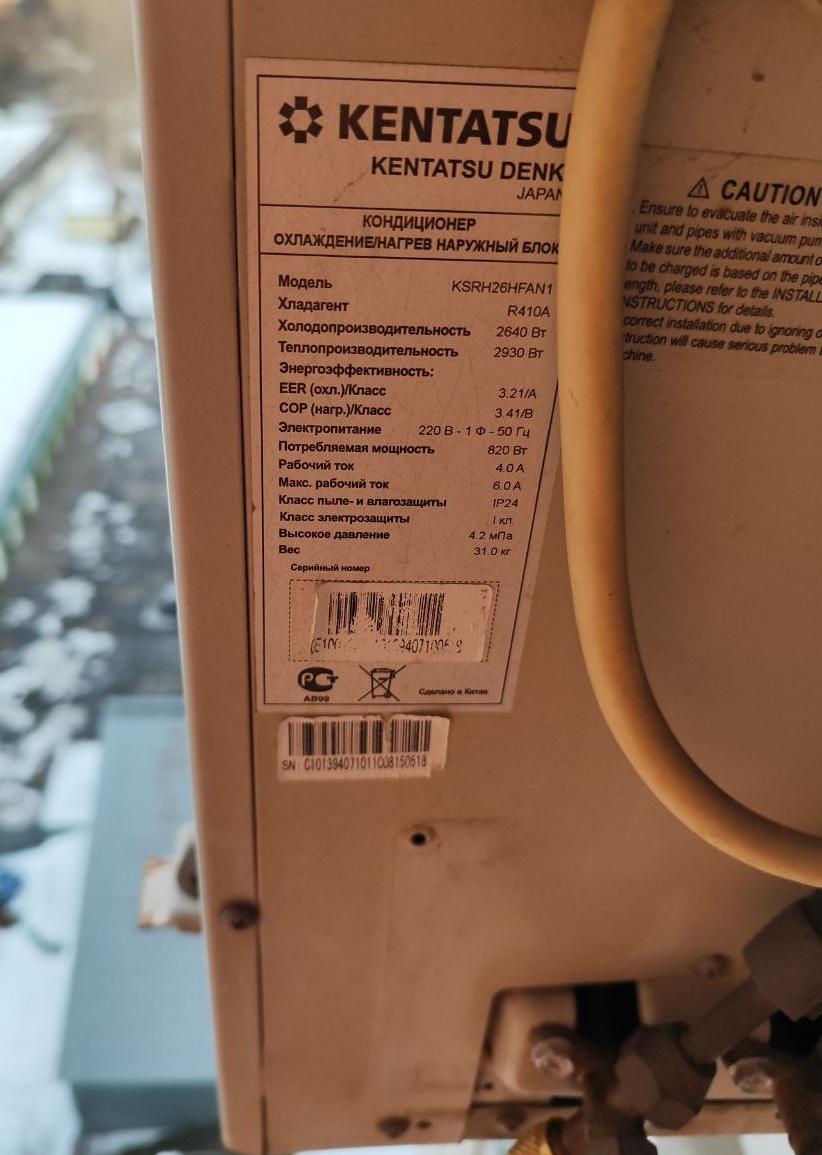 KENTATSU
KENTATSU DENK
JAPAN
КОНДИЦИОНЕР
ОХЛАЖДЕНИЕ/НАГРЕВ НАРУЖНЫЙ БЛОК
Модель KSRH26HFAN1
Хладагент R410A
Холодопроизводительность 2640 Вт
Теплопроизводительность 2930 Вт
Энергоэффективность:
EER (охл.)/Класс 3.21/A
COP (нагр.)/Класс 3.41/B
Электропитание 220 В - 1 Ф - 50 Гц
Потребляемая мощность 820 Вт
Рабочий ток 4.0 А
Макс. рабочий ток 6.0 А
Класс пыле- и влагозащиты IP24
Класс электрозащиты I кл.
Высокое давление 4.2 мПа
Вес 31.0 кг
Серийный номер
РСТ
АВ99
Сделано в Китае
SN: C101394071011008150618
CAUTION
Ensure to evacuate the air insi
unit and pipes with vacuum pum
Make sure the additional amount o
to be charged is based on the pipe
ength, please refer to the INSTALL
NSTRUCTIONS for details.
correct installation due to ignoring o
truction will cause serious problem
chine.